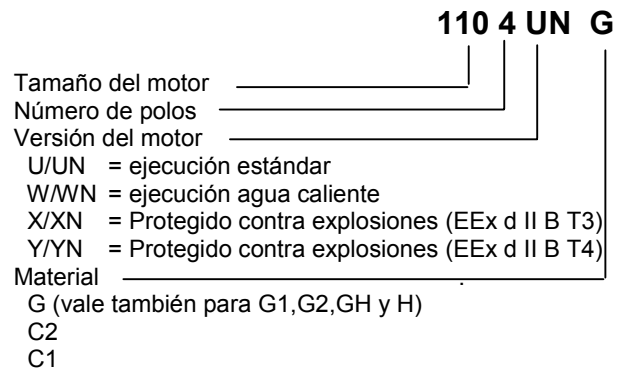 110 4 UN G
Tamaño del motor
Número de polos
Versión del motor
U/UN = ejecución estándar
W/WN = ejecución agua caliente
X/XN = Protegido contra explosiones (EEx d II B T3)
Y/YN = Protegido contra explosiones (EEx d II B T4)
Material
G (vale también para G1,G2,GH y H)
C2
C1